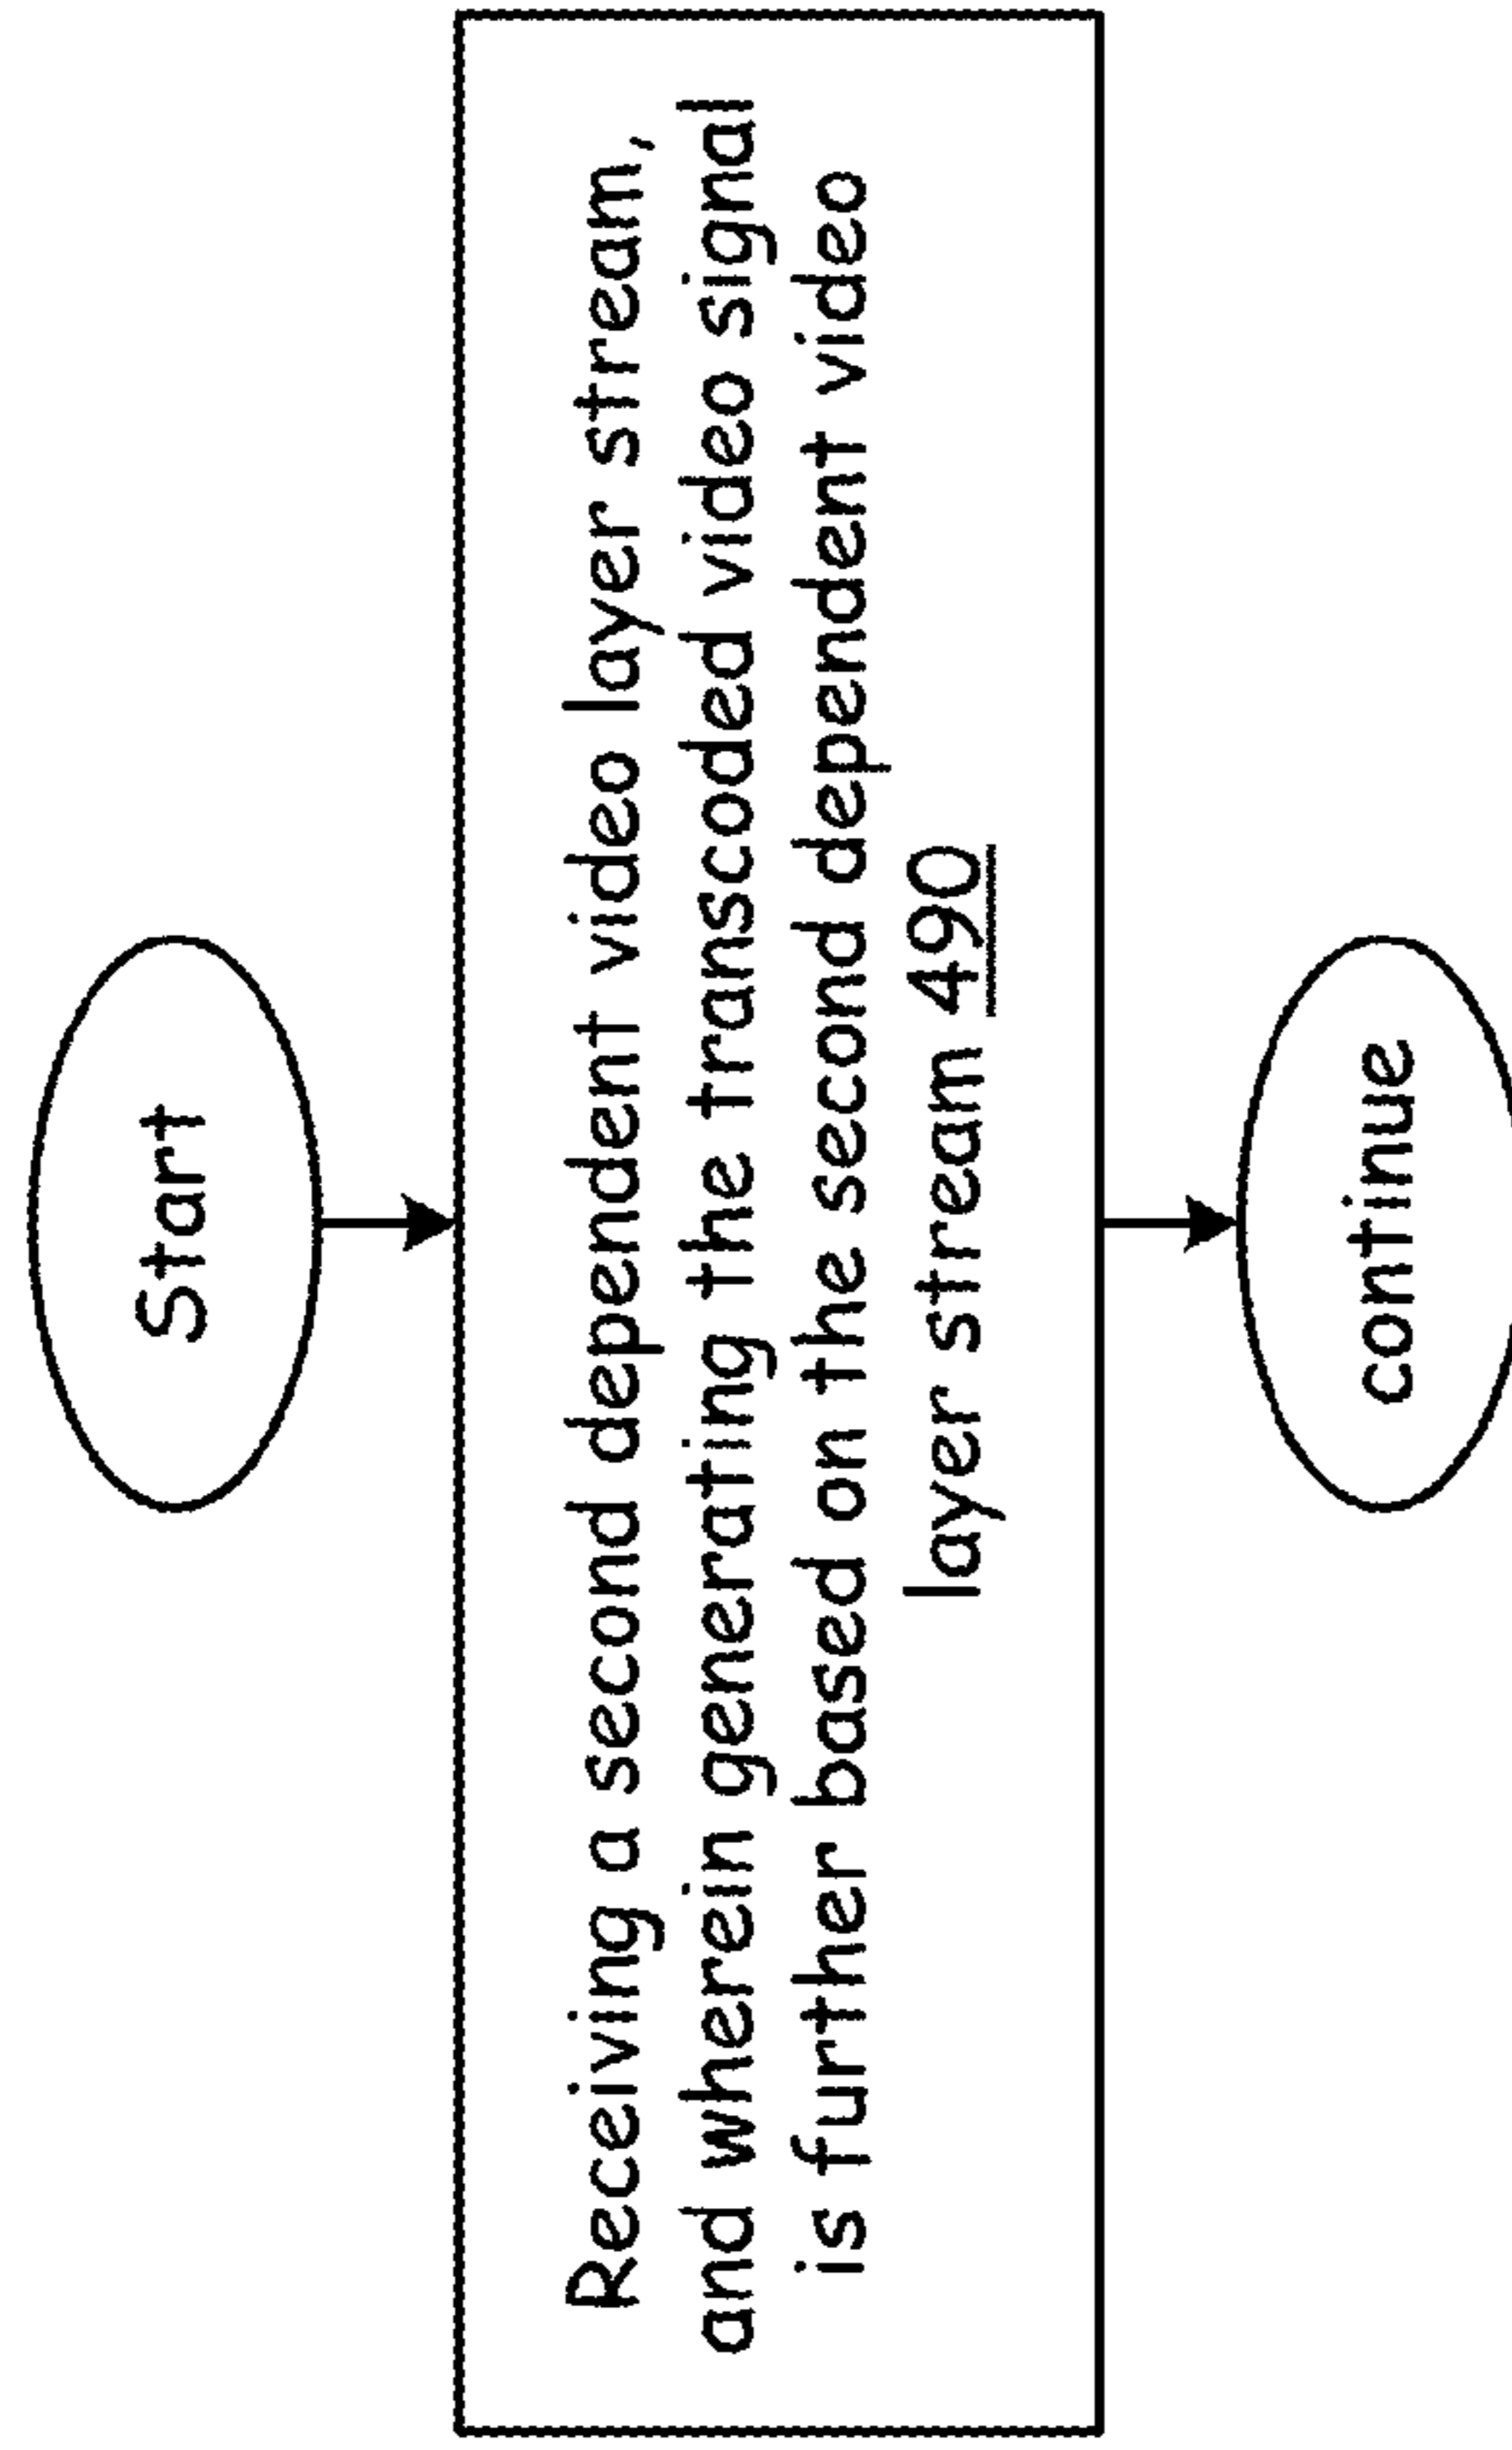 Start
Receiving a second dependent video layer stream,
and wherein generating the transcoded video signal
is further based on the second dependent video
layer stream 490
continue